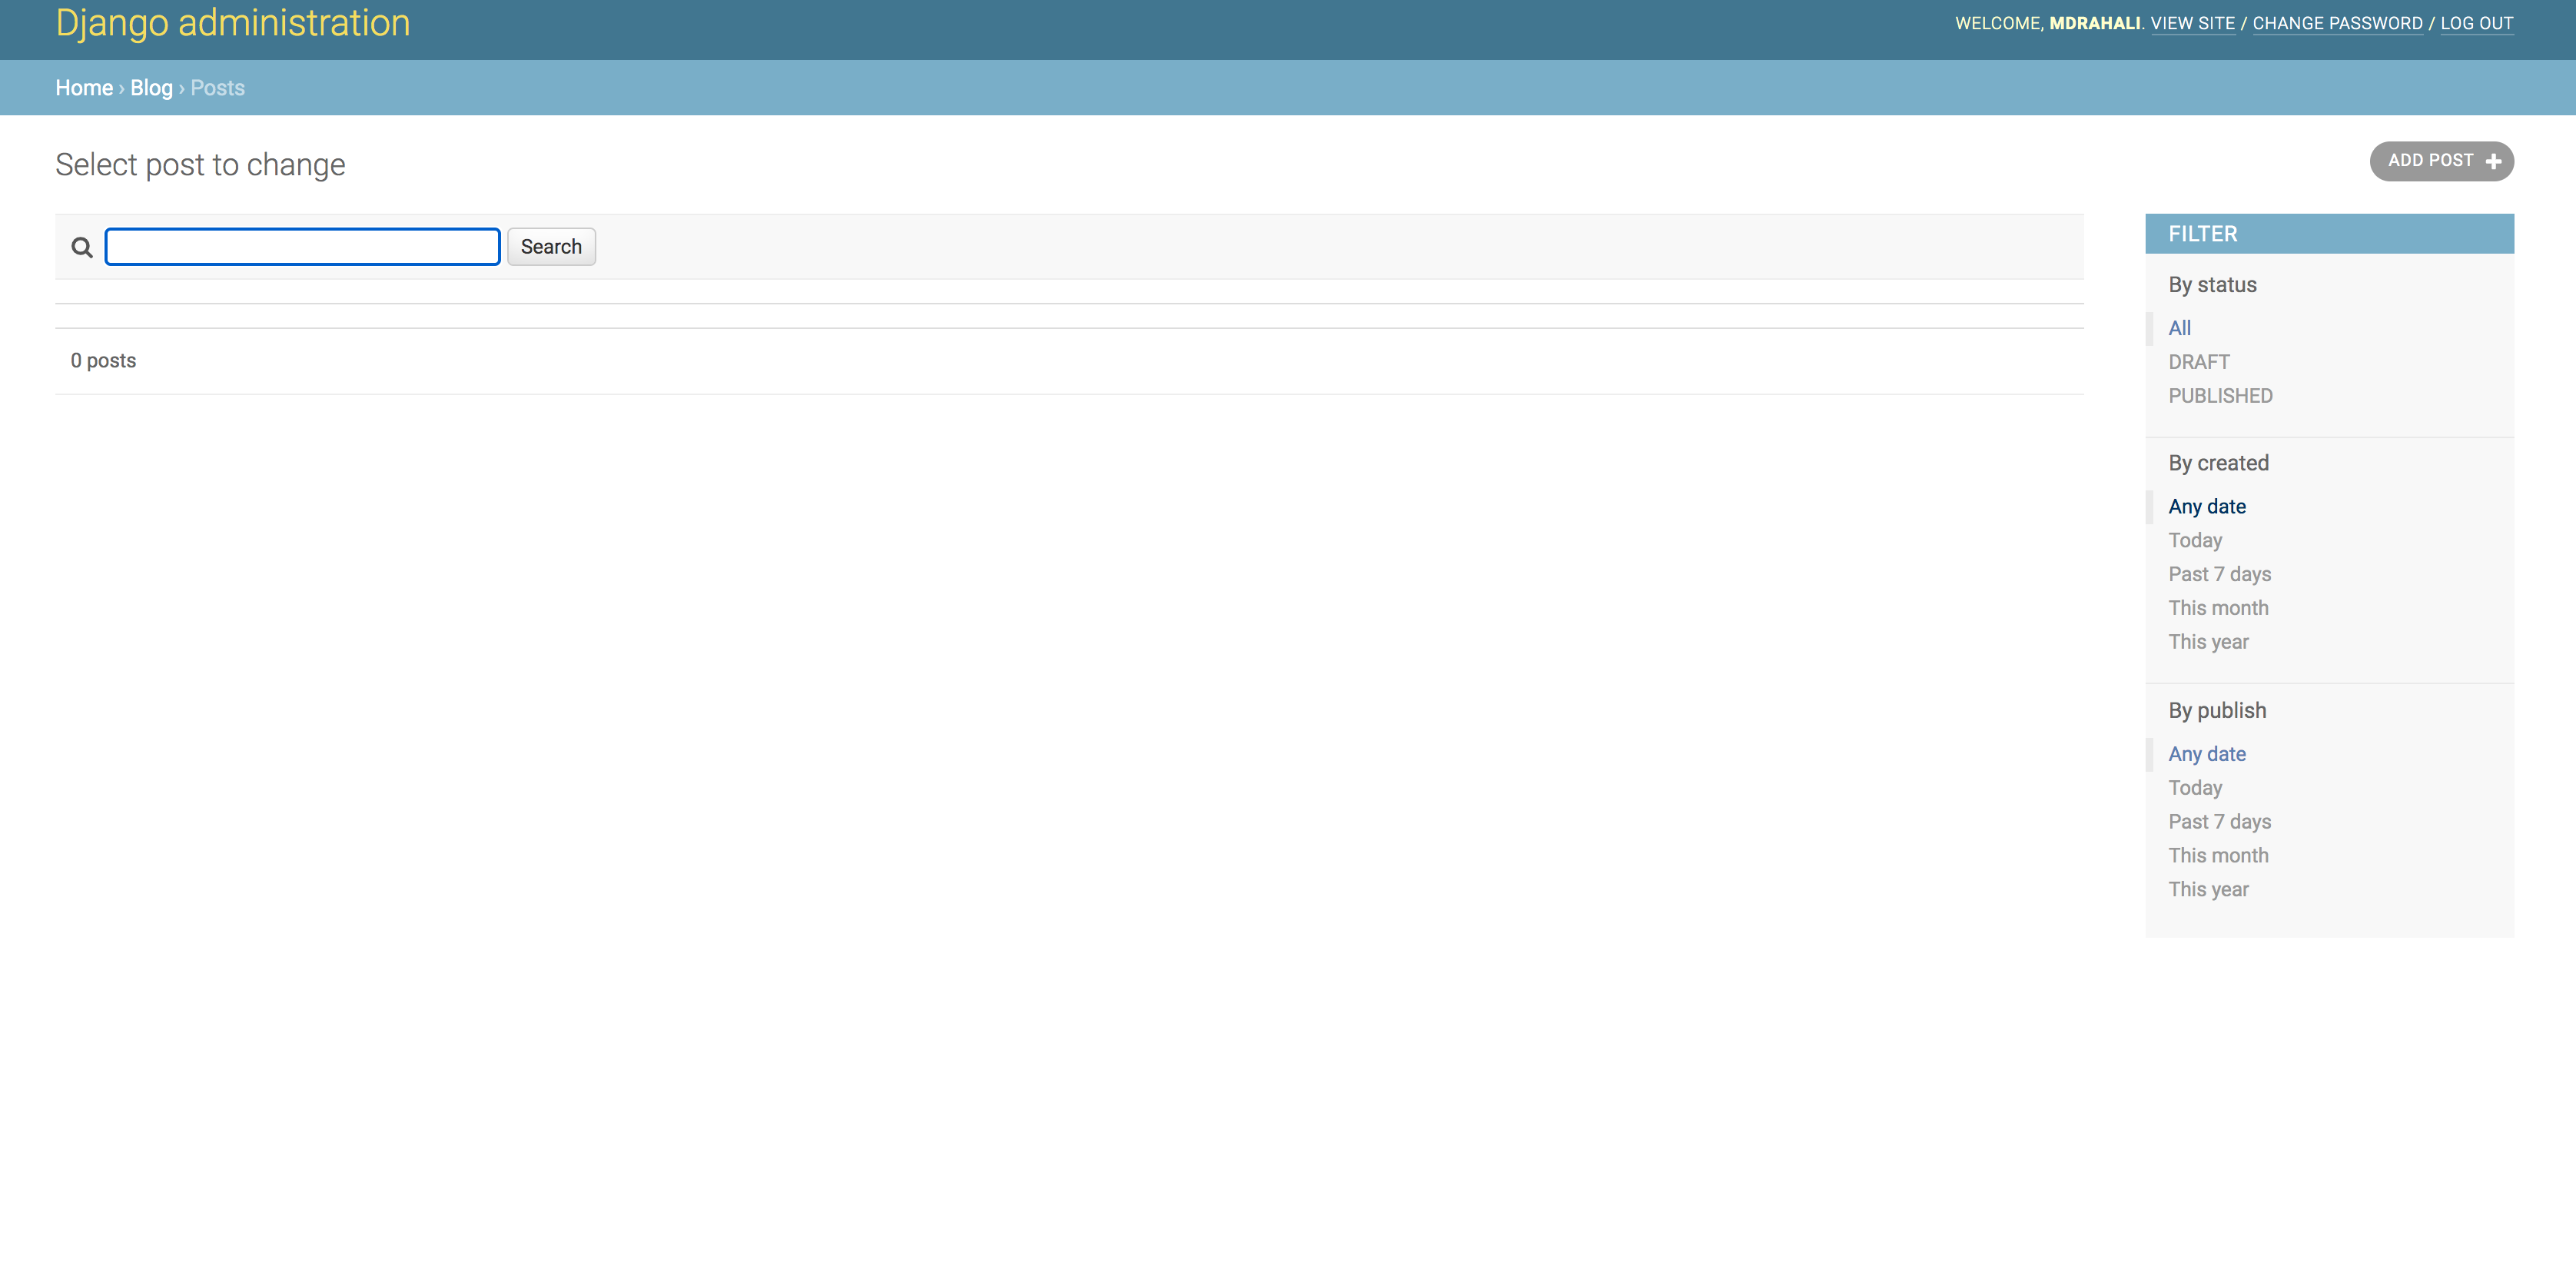 Django administration
WELCOME, MDRAHALI. VIEW SITE / CHANGE PASSWORD / LOG OUT
Home › Blog › Posts
Select post to change
ADD POST
Search
0 posts
FILTER
By status
All
DRAFT
PUBLISHED
By created
Any date
Today
Past 7 days
This month
This year
By publish
Any date
Today
Past 7 days
This month
This year